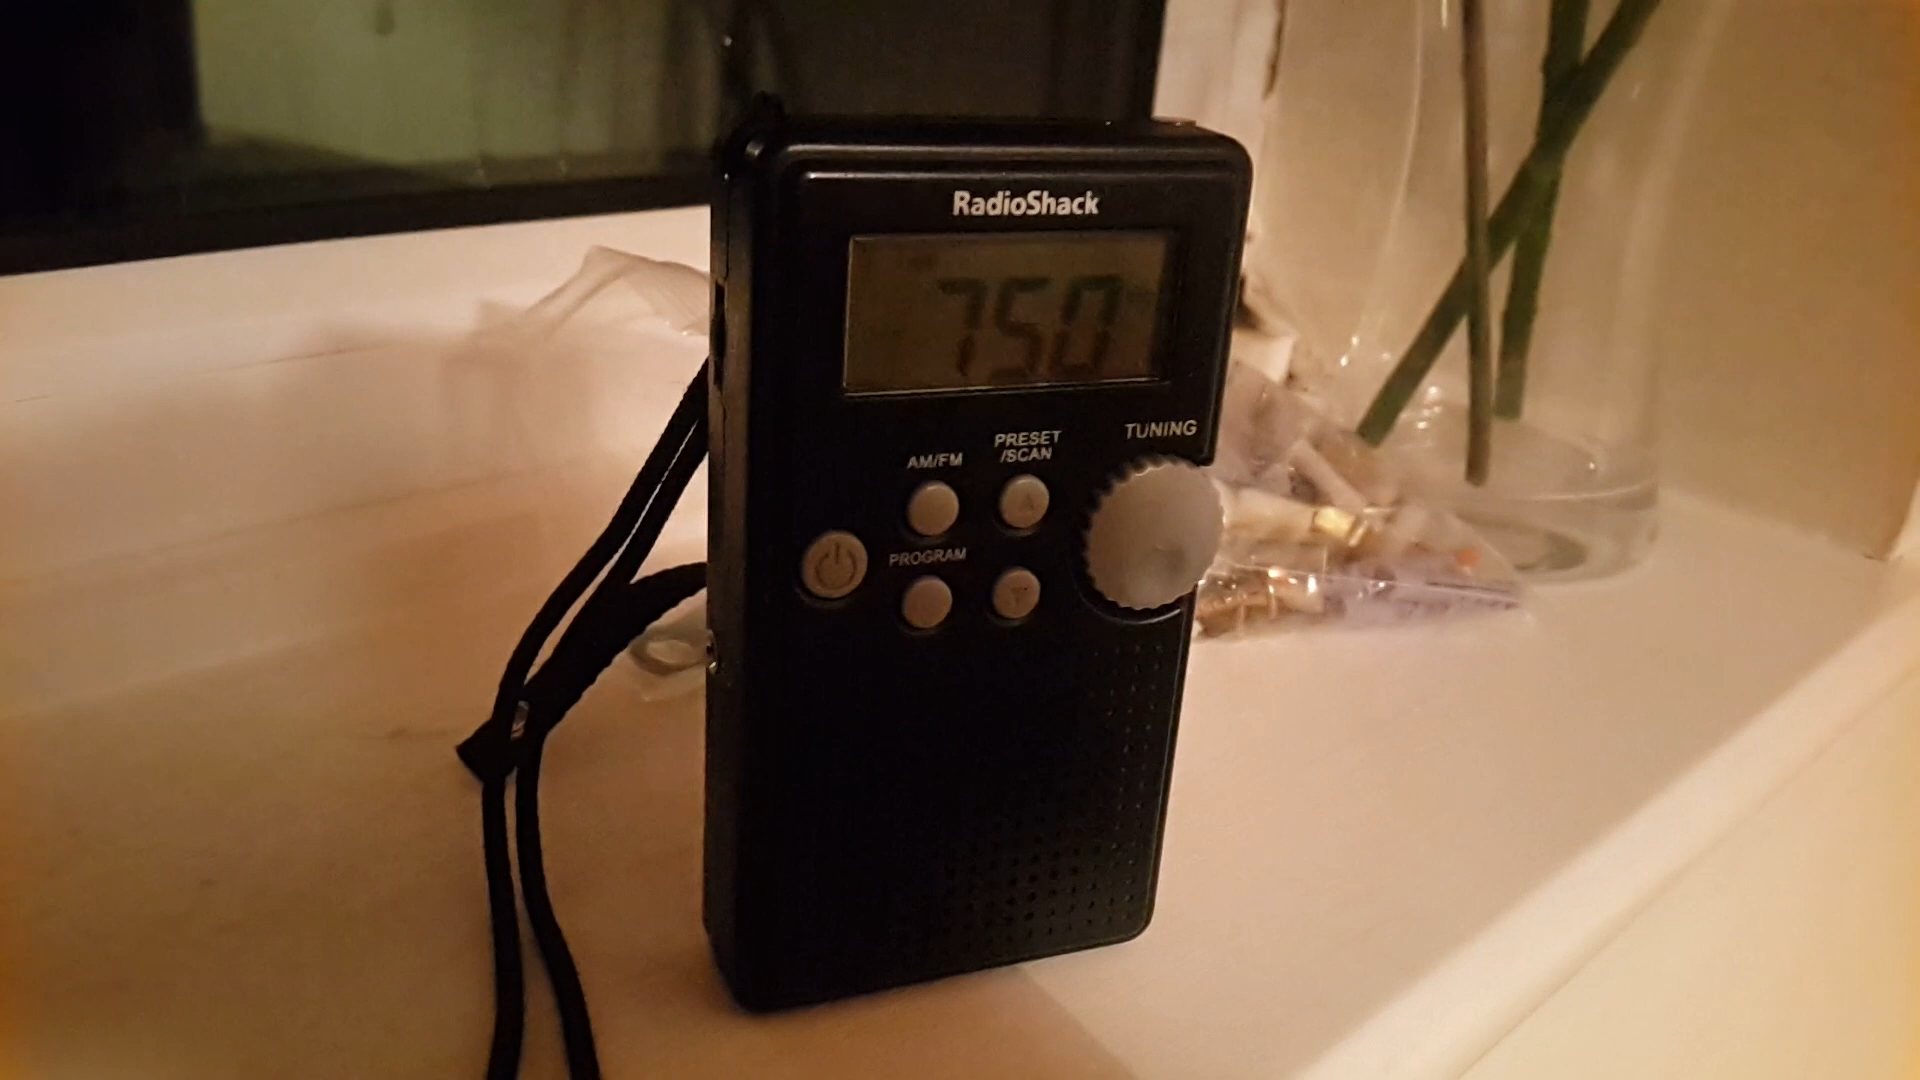 RadioShack
750
TUNING
PRESET
/SCAN
AM/FM
PROGRAM